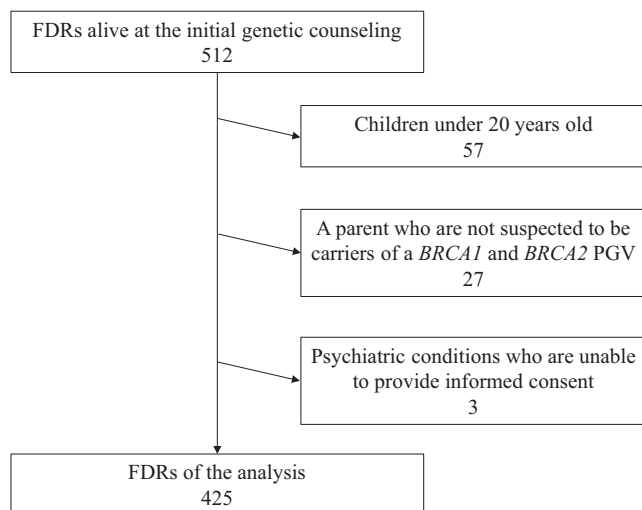 FDRs alive at the initial genetic counseling
512
Children under 20 years old
57
A parent who are not suspected to be
carriers of a BRCA1 and BRCA2 PGV
27
Psychiatric conditions who are unable
to provide informed consent
3
FDRs of the analysis
425